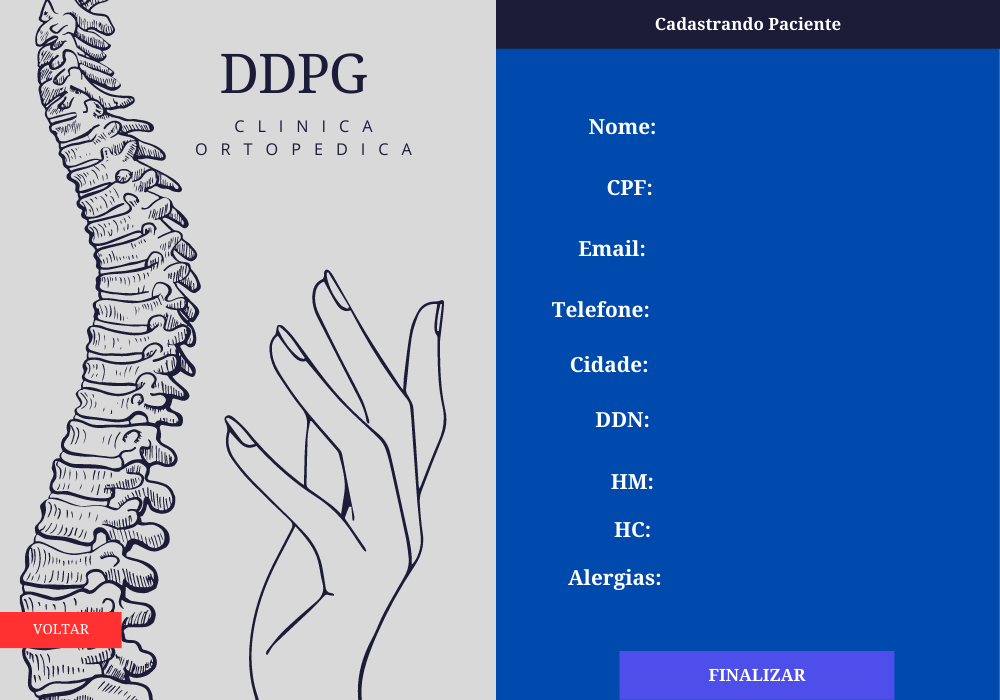 DDPG
CLINICA
ORTOPEDICA
VOLTAR
Cadastrando Paciente
Nome:
CPF:
Email:
Telefone:
Cidade:
DDN:
HM:
HC:
Alergias:
FINALIZAR